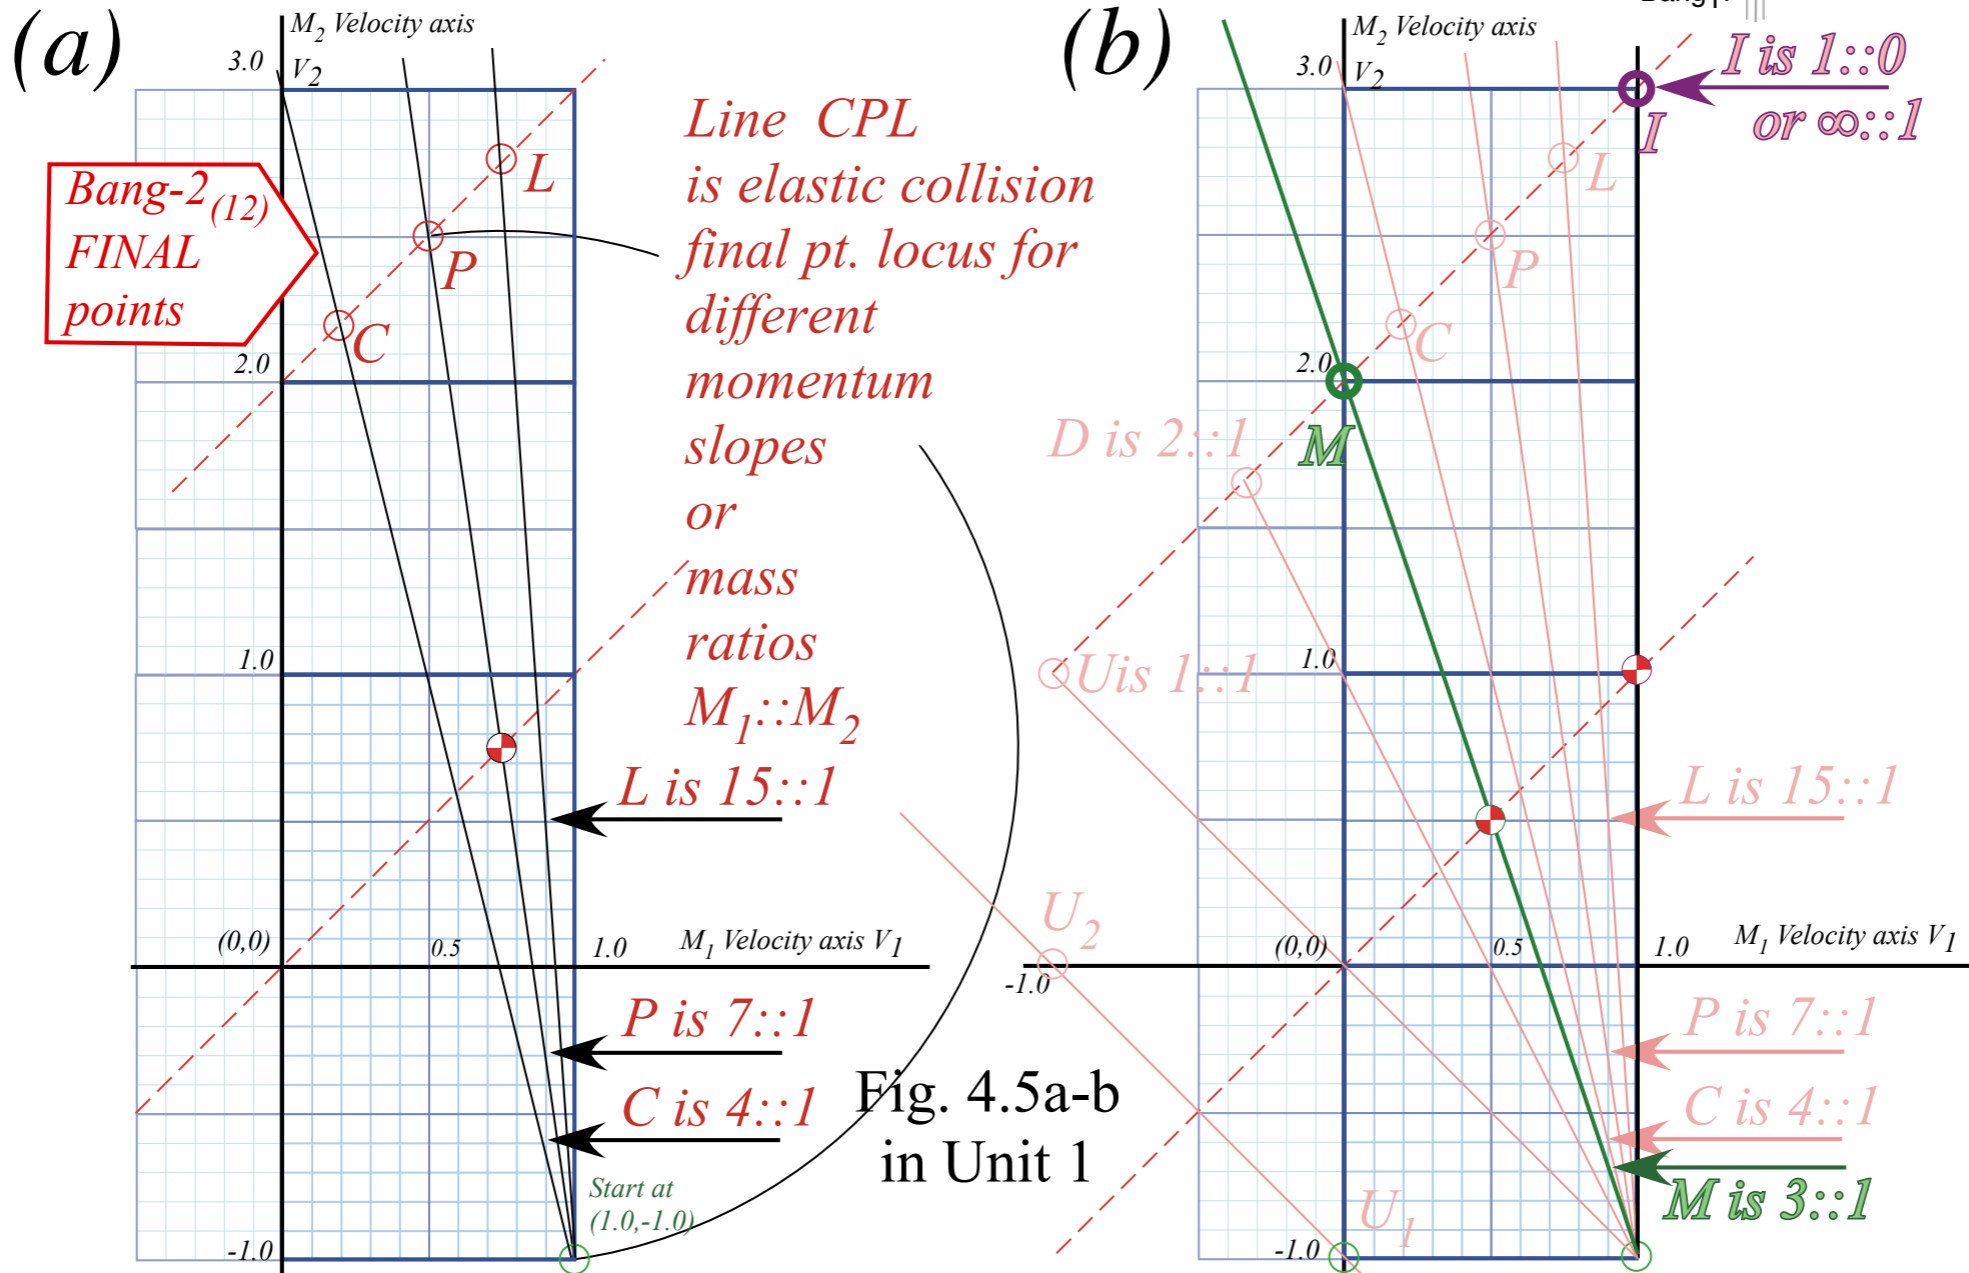 (a)
M2 Velocity axis
3.0
V2
L
Bang-2(12)
FINAL
points
P
C
2.0
Line CPL
is elastic collision
final pt. locus for
different
momentum
slopes
or
mass
ratios
M1::M2
L is 15::1
1.0
(0,0)
0.5
1.0
M1 Velocity axis V1
P is 7::1
C is 4::1
Start at
(1.0,-1.0)
-1.0
Fig. 4.5a-b
in Unit 1
(b)
M2 Velocity axis
3.0
V2
I is 1::0
or ∞::1
I
L
P
C
2.0
M
D is 2::1
1.0
Uis 1::1
L is 15::1
U2
(0,0)
0.5
1.0
M1 Velocity axis V1
-1.0
P is 7::1
C is 4::1
M is 3::1
U1
-1.0